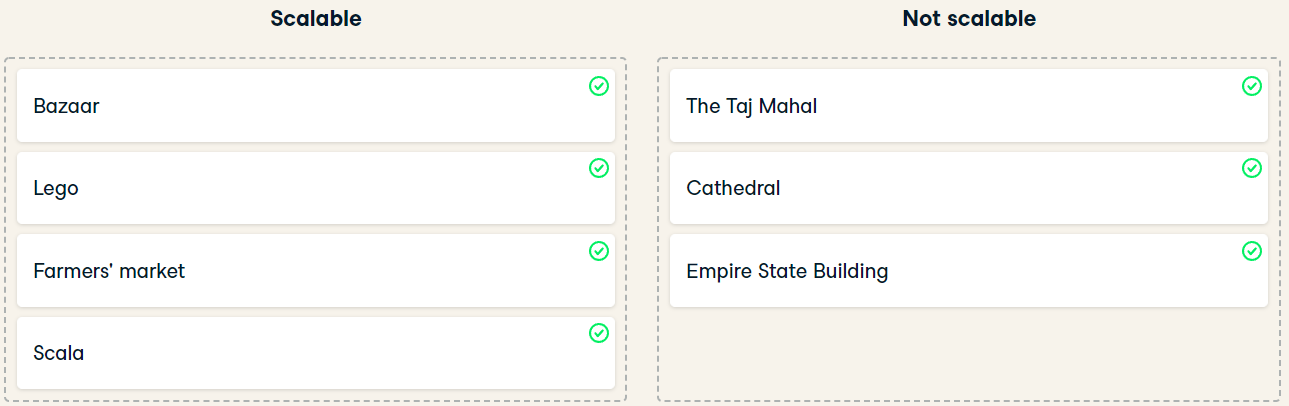 Scalable
Bazaar
Lego
Farmers' market
Scala
Not scalable
The Taj Mahal
Cathedral
Empire State Building